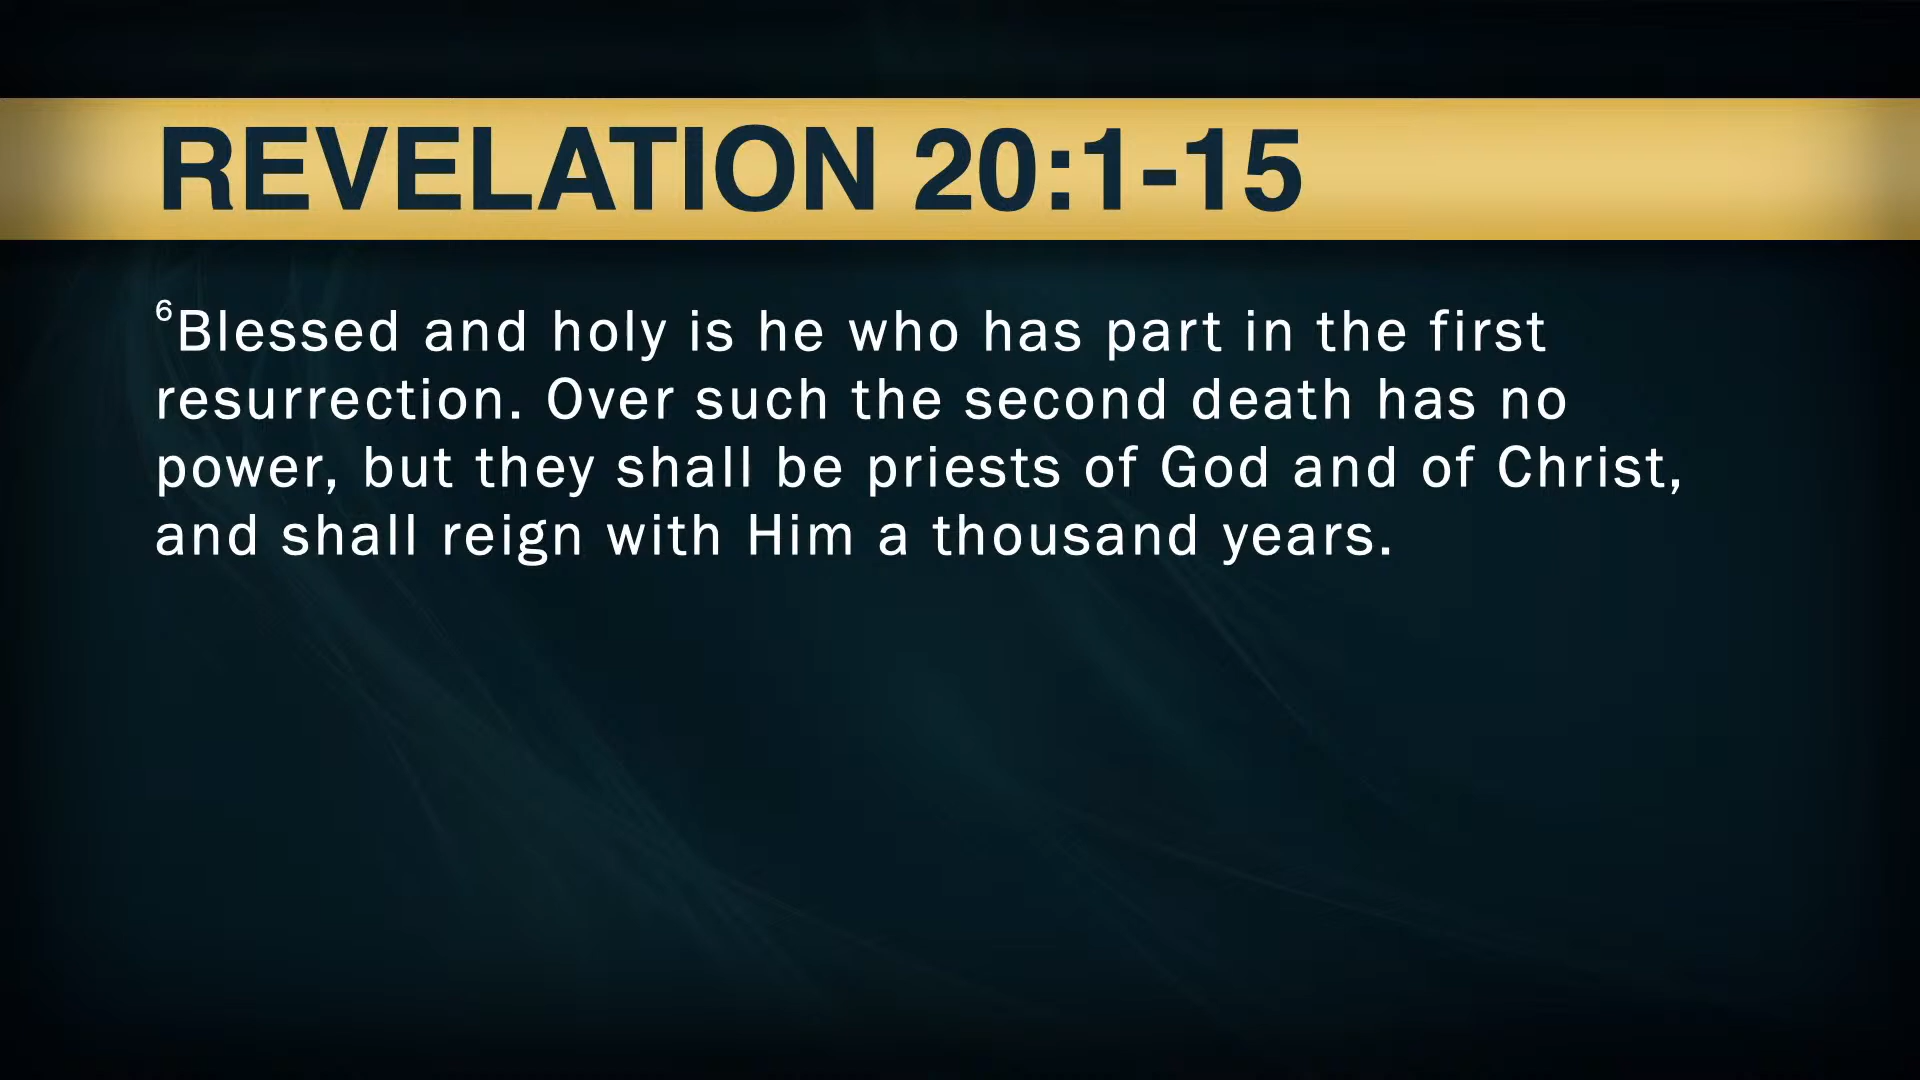 REVELATION 20:1-15
⁶Blessed and holy is he who has part in the first
resurrection. Over such the second death has no
power, but they shall be priests of God and of Christ,
and shall reign with Him a thousand years.